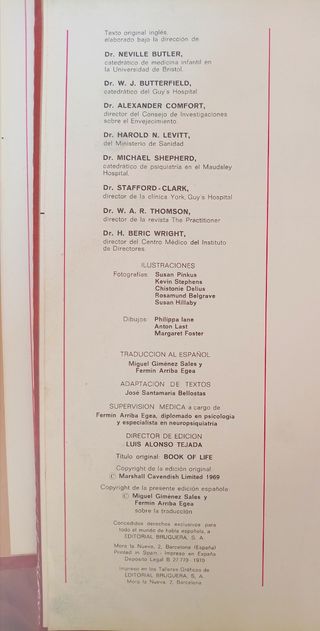 Texto original inglés
elaborado bajo la dirección de
Dr. NEVILLE BUTLER,
catedrático de medicina infantil en
la Universidad de Bristol.
Dr. W. J. BUTTERFIELD,
catedrático del Guy's Hospital
Dr. ALEXANDER COMFORT,
director del Consejo de Investigaciones
sobre el Envejecimiento.
Dr. HAROLD N. LEVITT,
del Ministerio de Sanidad
Dr. MICHAEL SHEPHERD,
catedrático de psiquiatría en el Maudsley
Hospital.
Dr. STAFFORD-CLARK,
director de la clínica York, Guy's Hospital
Dr. W. A. R. THOMSON,
director de la revista The Practitioner
Dr. H. BERIC WRIGHT,
director del Centro Médico del Instituto
de Directores.
ILUSTRACIONES
Fotografías: Susan Pinkus
Kevin Stephens
Chistonie Delius
Rosamund Belgrave
Susan Hillaby
Dibujos: Philippa lane
Anton Last
Margaret Foster
TRADUCCION AL ESPAÑOL
Miguel Giménez Sales y
Fermín Arriba Egea
ADAPTACION DE TEXTOS
José Santamaría Bellostas
SUPERVISION MEDICA a cargo de
Fermín Arriba Egea, diplomado en psicología
y especialista en neuropsiquiatría
DIRECTOR DE EDICION
LUIS ALONSO TEJADA
Título original: BOOK OF LIFE
Copyright de la edición original
© Marshall Cavendish Limited 1969
Copyright de la presente edición española:
© Miguel Giménez Sales y
Fermín Arriba Egea
sobre la traducción
Concedidos derechos exclusivos para
todo el mundo de habla española, a
EDITORIAL BRUGUERA, S. A.
Mora la Nueva, 2, Barcelona (España)
Printed in Spain - Impreso en España
Depósito Legal B. 27.779 - 1970
Impreso en los Talleres Gráficos de
EDITORIAL BRUGUERA, S. A.
Mora la Nueva, 2, Barcelona